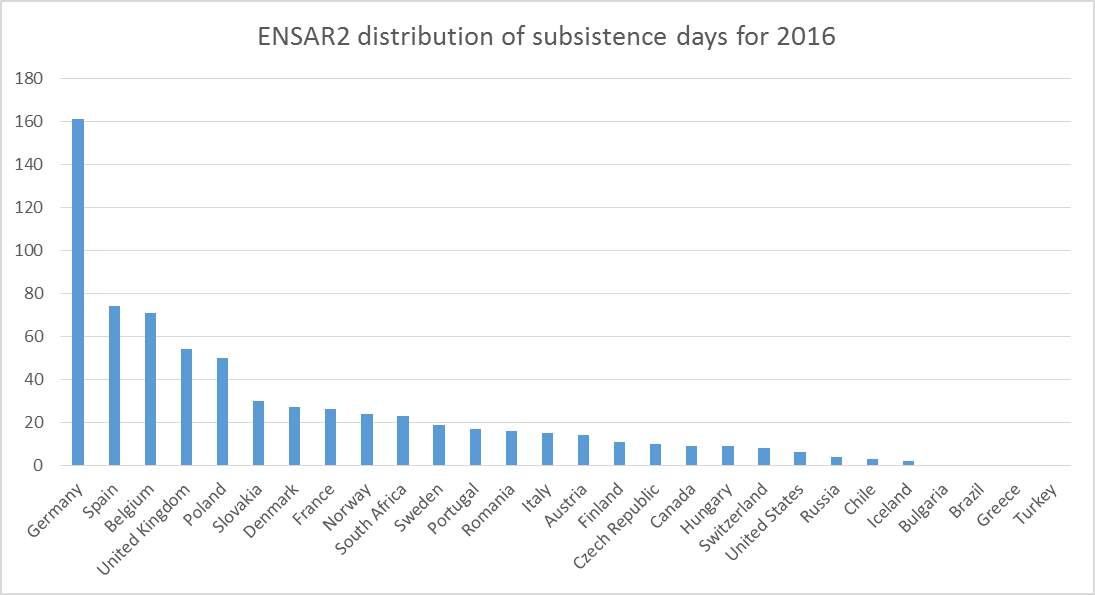 ENSAR2 distribution of subsistence days for 2016
180
160
140
120
100
80
60
40
20
0
Germany
Spain
Belgium
United Kingdom
Poland
Slovakia
Denmark
France
Norway
South Africa
Sweden
Portugal
Romania
Italy
Austria
Finland
Czech Republic
Canada
Hungary
Switzerland
United States
Russia
Chile
Iceland
Bulgaria
Brazil
Greece
Turkey